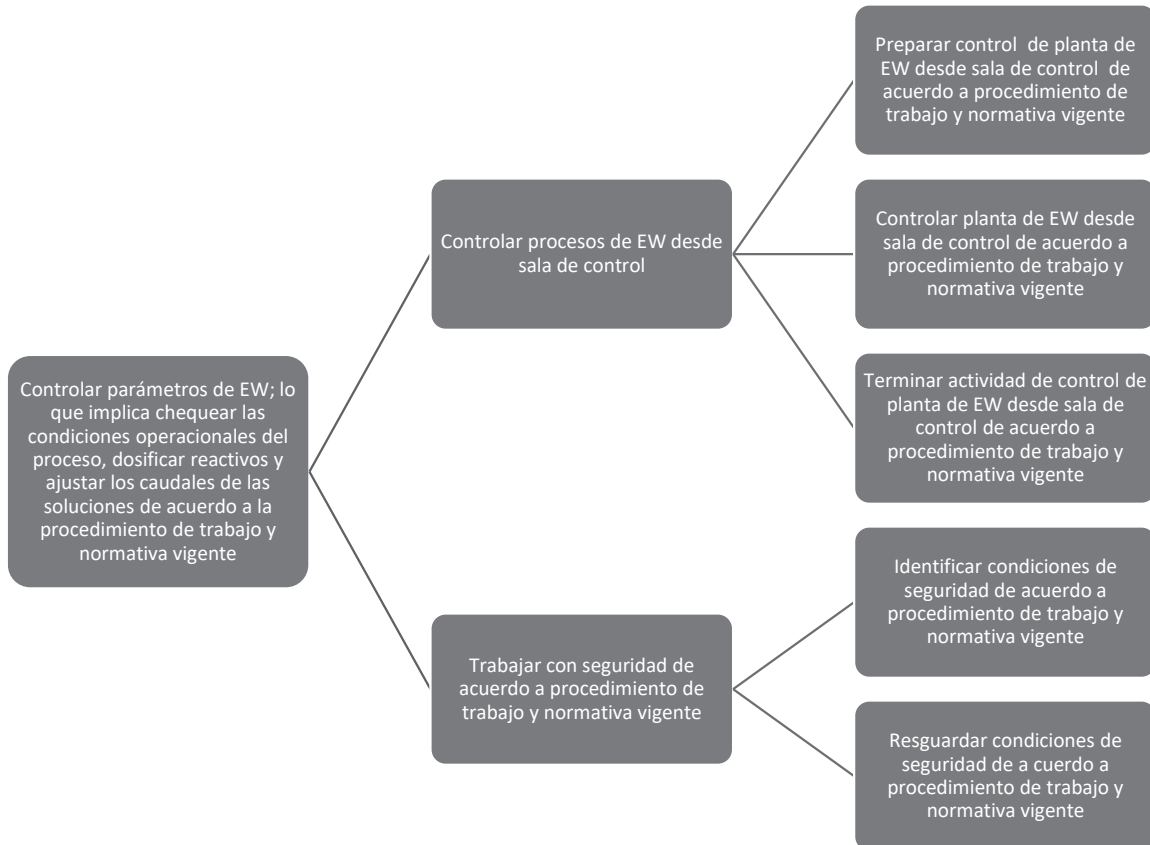 Controlar parámetros de EW; lo
que implica chequear las
condiciones operacionales del
proceso, dosificar reactivos y
ajustar los caudales de las
soluciones de acuerdo a la
procedimiento de trabajo y
normativa vigente
Controlar procesos de EW desde
sala de control
Preparar control de planta de
EW desde sala de control de
acuerdo a procedimiento de
trabajo y normativa vigente
Controlar planta de EW desde
sala de control de acuerdo a
procedimiento de trabajo y
normativa vigente
Terminar actividad de control de
planta de EW desde sala de
control de acuerdo a
procedimiento de trabajo y
normativa vigente
Trabajar con seguridad de
acuerdo a procedimiento de
trabajo y normativa vigente
Identificar condiciones de
seguridad de acuerdo a
procedimiento de trabajo y
normativa vigente
Resguardar condiciones de
seguridad de a cuerdo a
procedimiento de trabajo y
normativa vigente